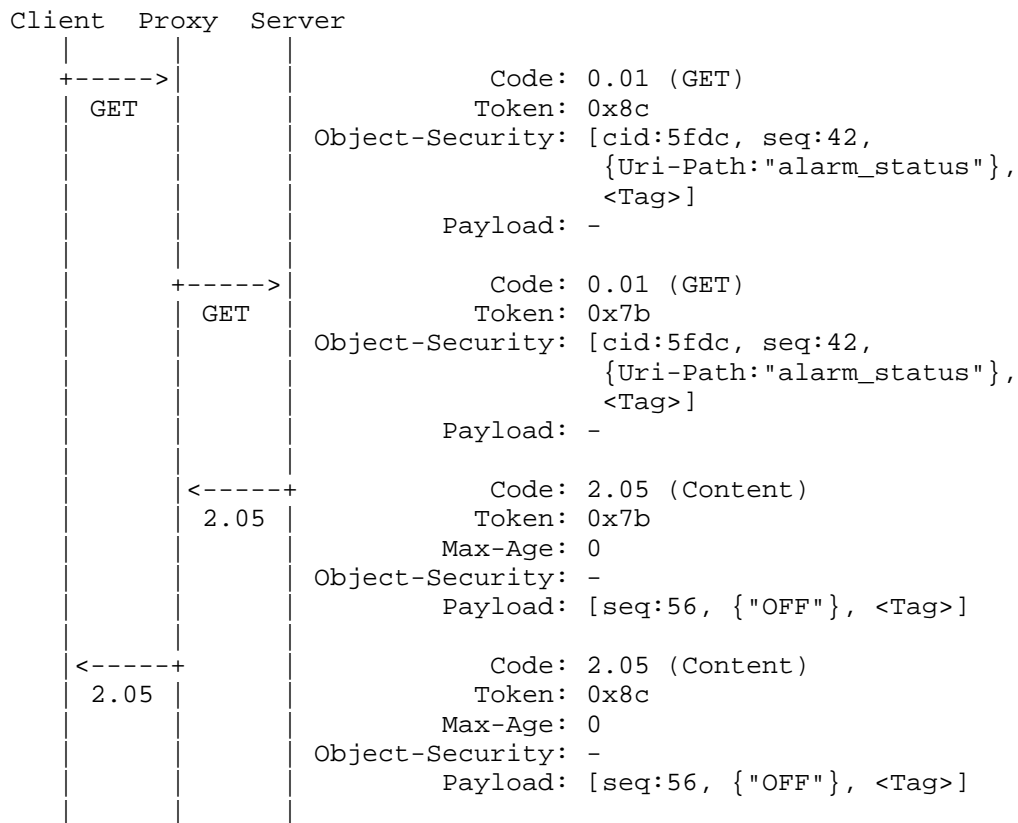 Client  Proxy  Server
+----->|  Code: 0.01 (GET)
GET  Token: 0x8c
Object-Security: [cid:5fdc, seq:42,
{Uri-Path:"alarm_status"},
<Tag>]
Payload: -
+----->|  Code: 0.01 (GET)
GET  Token: 0x7b
Object-Security: [cid:5fdc, seq:42,
{Uri-Path:"alarm_status"},
<Tag>]
Payload: -
|<-----+  Code: 2.05 (Content)
2.05  Token: 0x7b
Max-Age: 0
Object-Security: -
Payload: [seq:56, {"OFF"}, <Tag>]
|<-----+  Code: 2.05 (Content)
2.05  Token: 0x8c
Max-Age: 0
Object-Security: -
Payload: [seq:56, {"OFF"}, <Tag>]